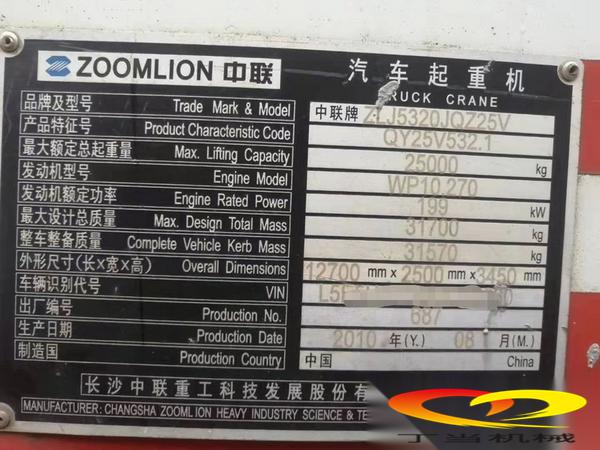 ZOOMLION 中联 汽车起重机
TRUCK CRANE
品牌及型号 Trade Mark & Model 中联牌 ZLJ5320JQZ25V
产品特征号 Product Characteristic Code QY25V532.1
最大额定总起重量 Max. Lifting Capacity 25000 kg
发动机型号 Engine Model WP10.270
发动机额定功率 Engine Rated Power 199 kW
最大设计总质量 Max. Design Total Mass 31700 kg
整车整备质量 Complete Vehicle Kerb Mass 31570 kg
外形尺寸(长×宽×高) Overall Dimensions 12700 mm × 2500 mm × 3450 mm
车辆识别代号 VIN
出厂编号 Production No. 687
生产日期 Production Date 2010 年(Y.) 08 月(M.)
制造国 Production Country 中国 China
长沙中联重工科技发展股份有
MANUFACTURER: CHANGSHA ZOOMLION HEAVY INDUSTRY SCIENCE & TE
丁当机械